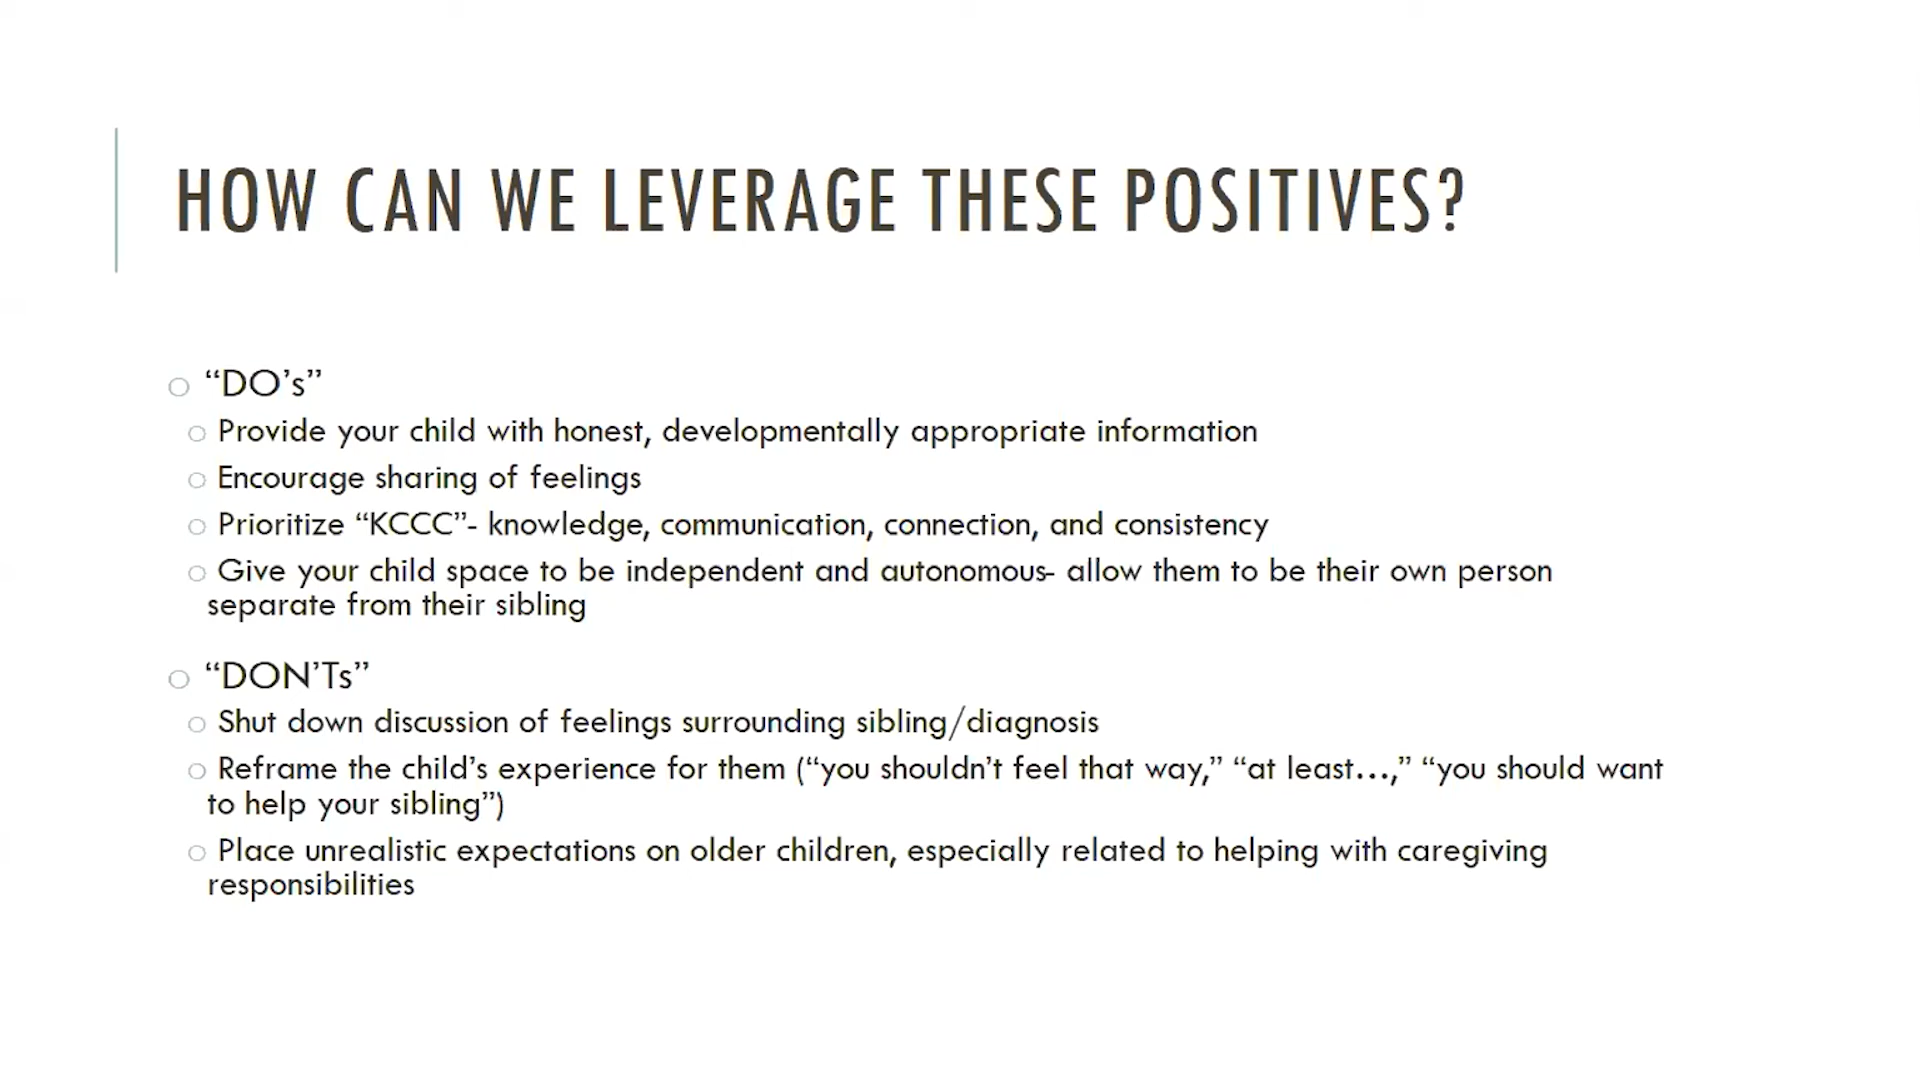 HOW CAN WE LEVERAGE THESE POSITIVES?
“DO’s”
Provide your child with honest, developmentally appropriate information
Encourage sharing of feelings
Prioritize “KCCC”- knowledge, communication, connection, and consistency
Give your child space to be independent and autonomous- allow them to be their own person
separate from their sibling
“DON’Ts”
Shut down discussion of feelings surrounding sibling/diagnosis
Reframe the child’s experience for them (“you shouldn’t feel that way,” “at least...,” “you should want
to help your sibling”)
Place unrealistic expectations on older children, especially related to helping with caregiving
responsibilities